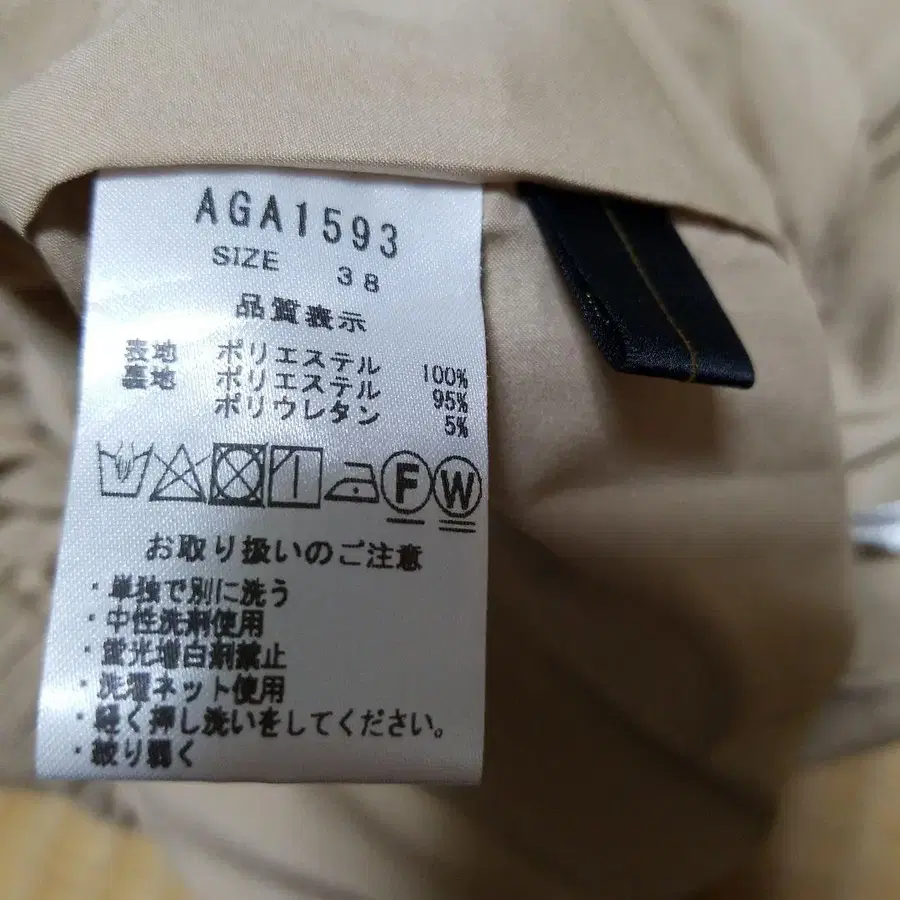 AGA1593
SIZE 38
品質表示
表地 ポリエステル 100%
裏地 ポリエステル 95%
ポリウレタン 5%
F W
お取り扱いのご注意
・単独で別に洗う
・中性洗剤使用
・蛍光増白剤禁止
・洗濯ネット使用
・軽く押し洗いをしてください。
・絞り弱く